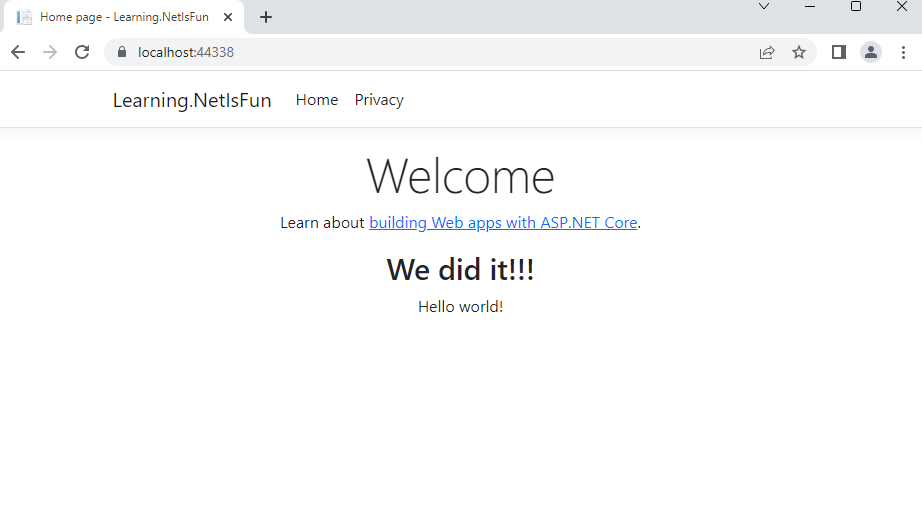 Home page - Learning.NetIsFun
localhost:44338
Learning.NetIsFun Home Privacy
Welcome
Learn about building Web apps with ASP.NET Core.
We did it!!!
Hello world!